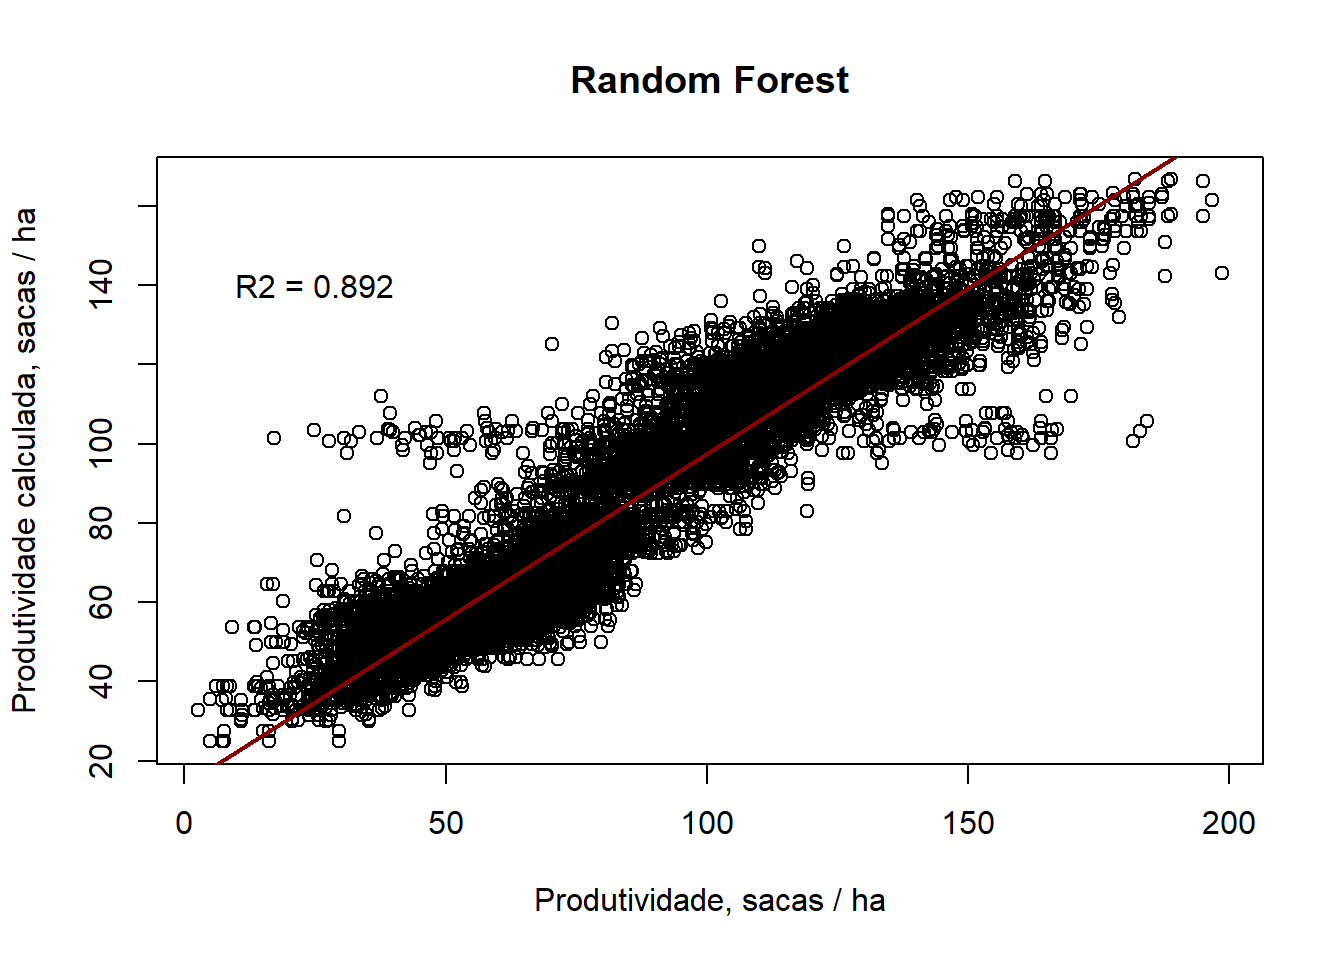 Random Forest
Produtividade calculada, sacas / ha
R2 = 0.892
140
100
80
60
40
20
0
50
100
150
200
Produtividade, sacas / ha